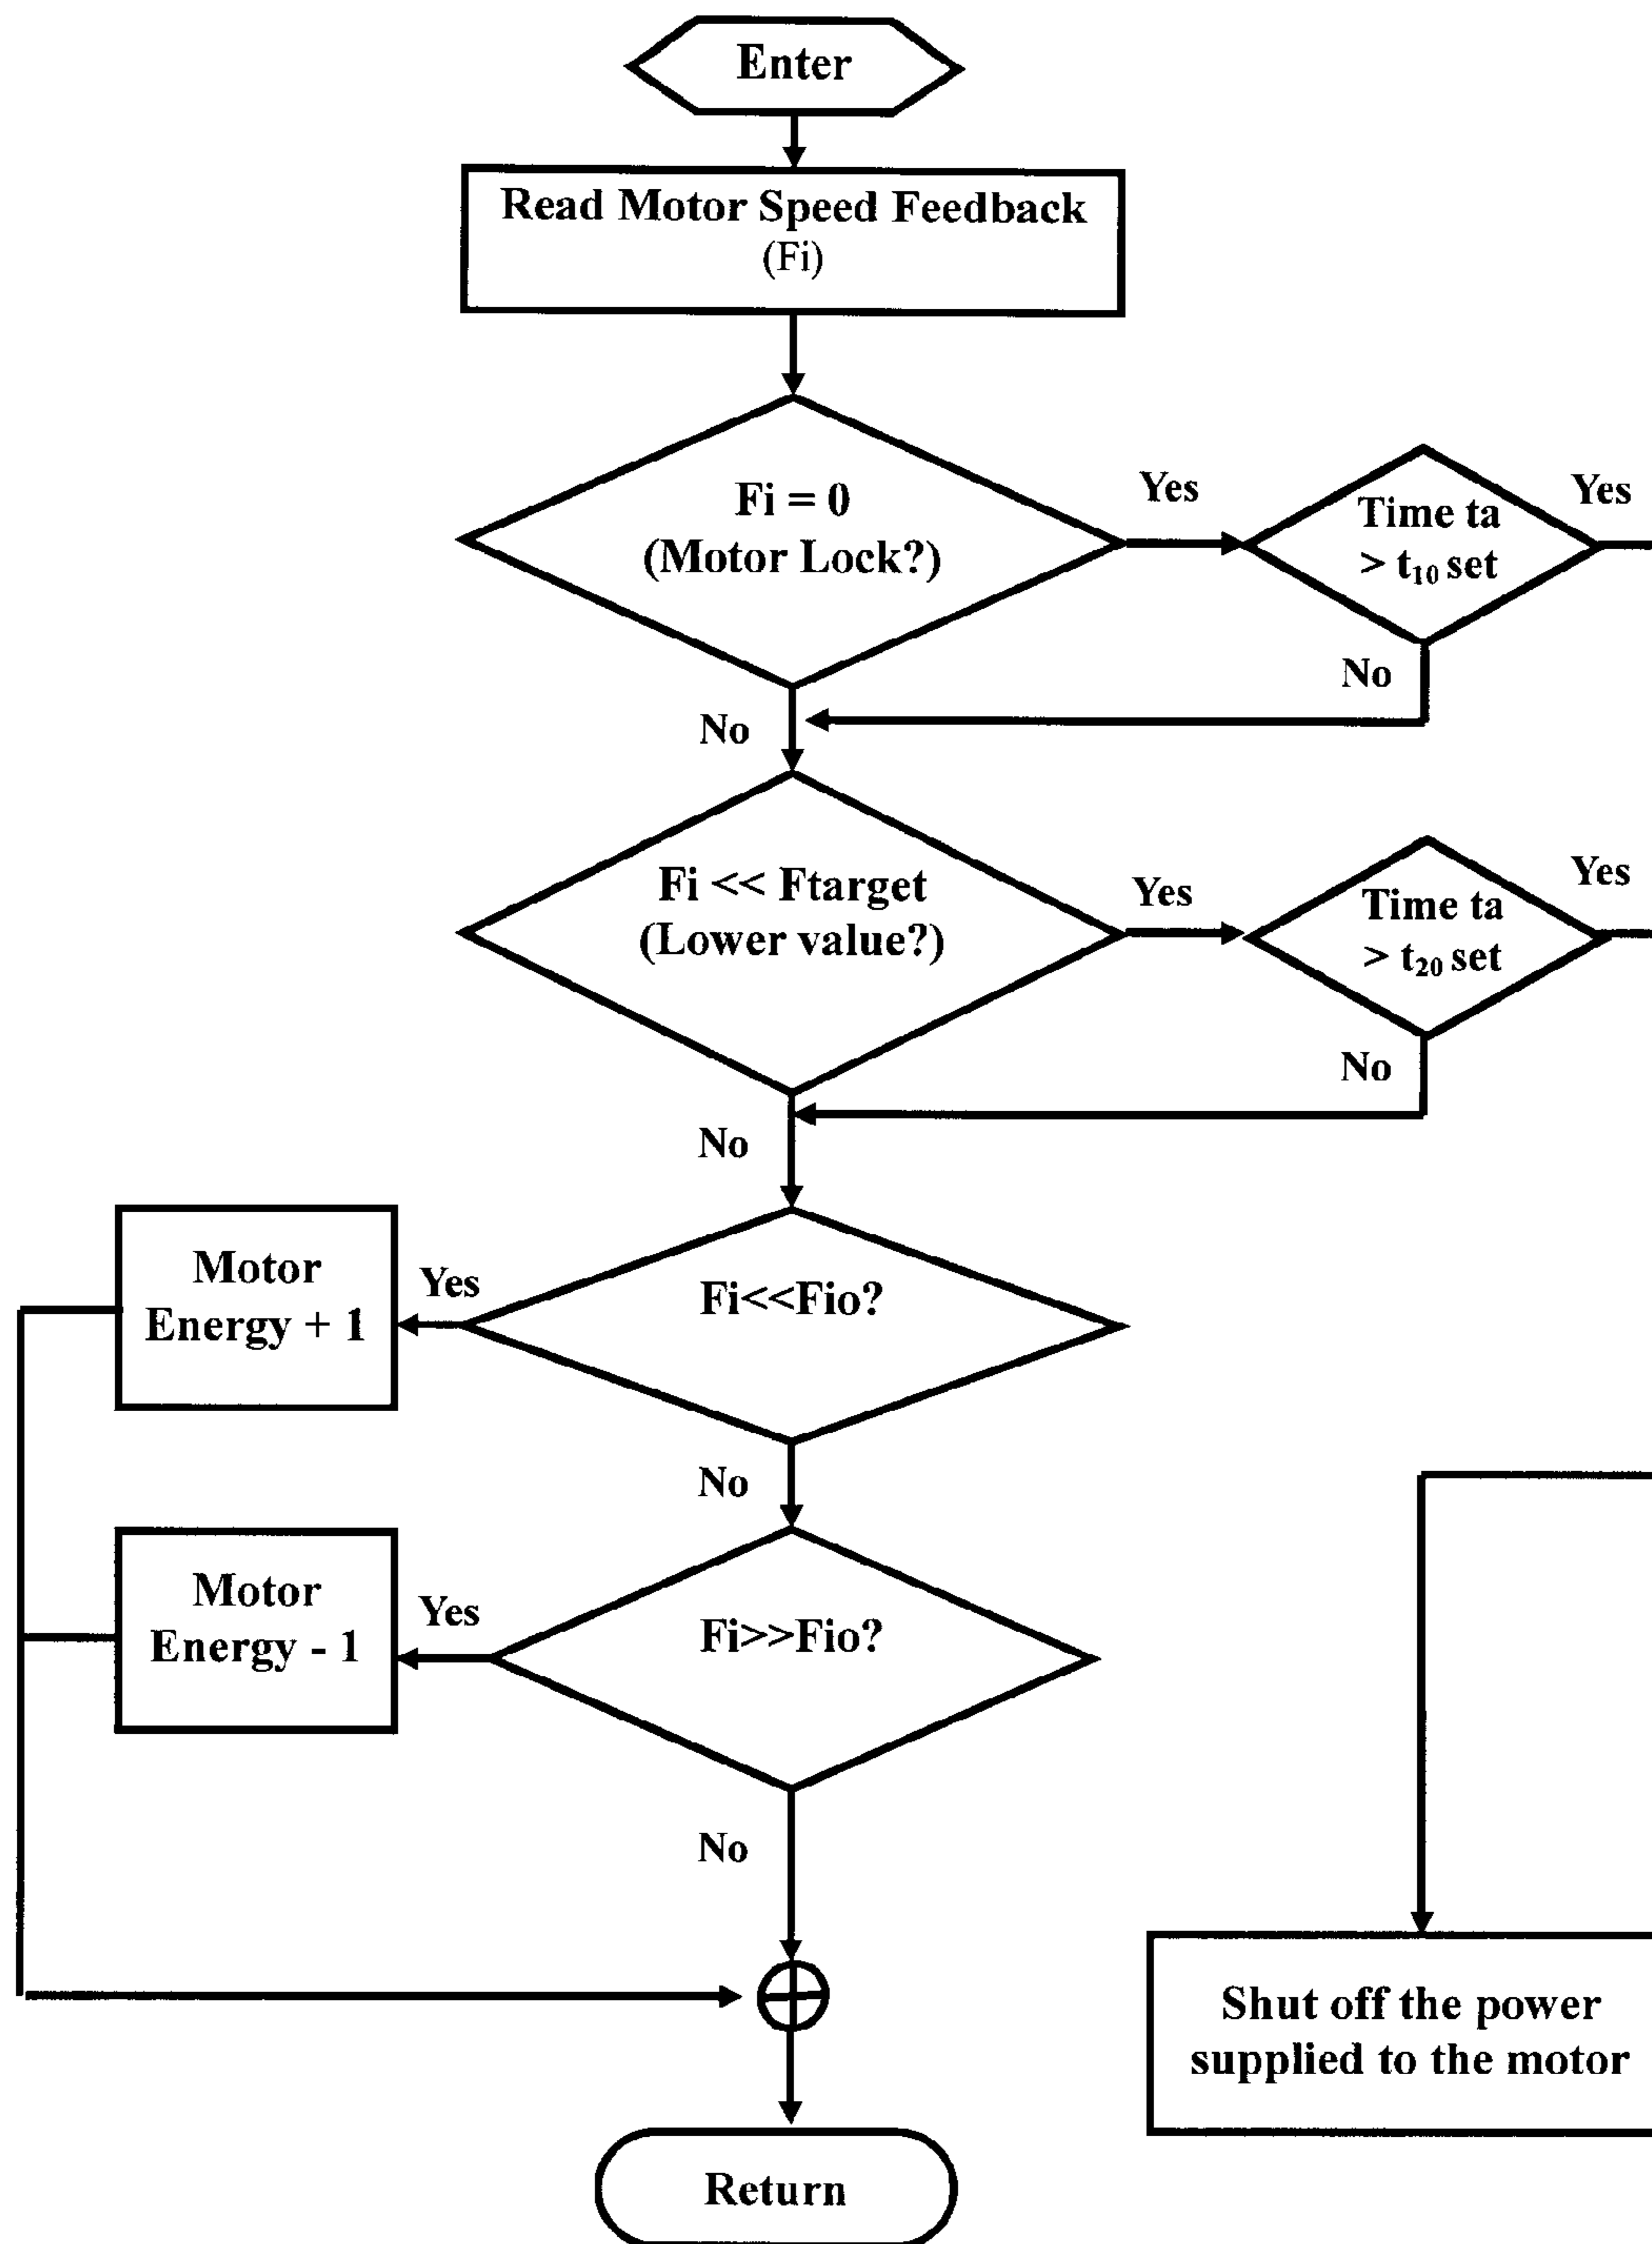 Enter
Read Motor Speed Feedback
(Fi)
Fi = 0
(Motor Lock?)
Yes
Time ta
> t₁₀ set
Yes
No
No
Fi << Ftarget
(Lower value?)
Yes
Time ta
> t₂₀ set
Yes
No
No
Fi<<Fio?
Yes
Motor
Energy + 1
No
Fi>>Fio?
Yes
Motor
Energy - 1
No
Shut off the power
supplied to the motor
Return